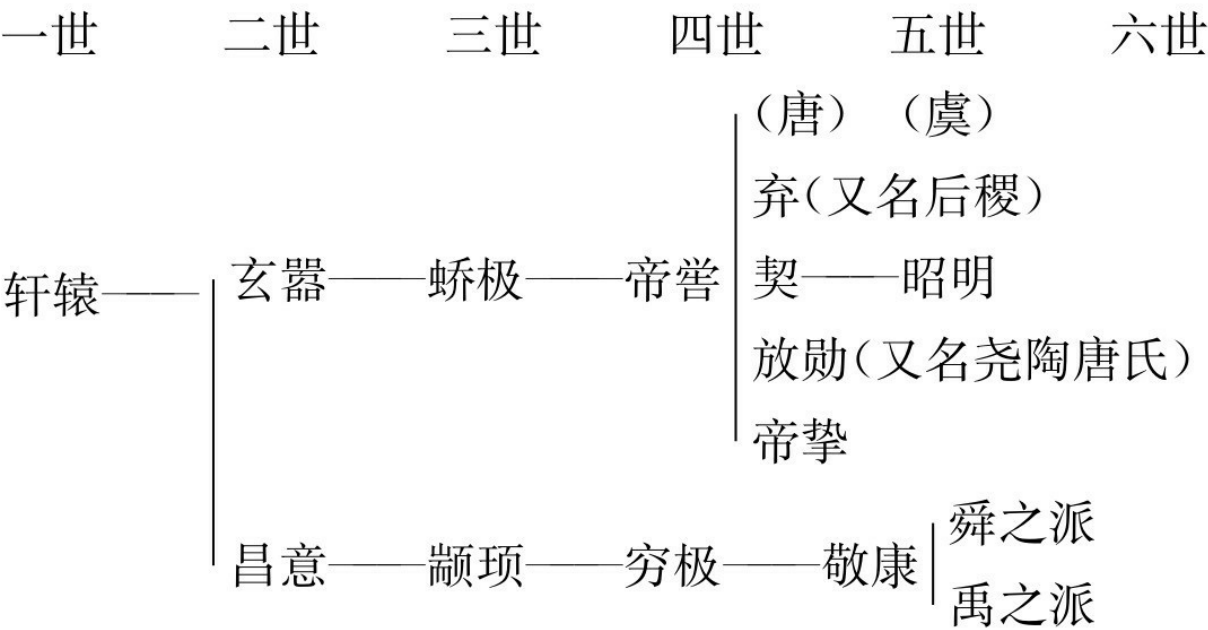 一世 二世 三世 四世 五世 六世
(唐) (虞)
弃(又名后稷)
轩辕——玄嚣——蛴极——帝喾 契——昭明
放勋(又名尧陶唐氏)
帝挚
舜之派
昌意——颛顼——穷极——敬康
禹之派